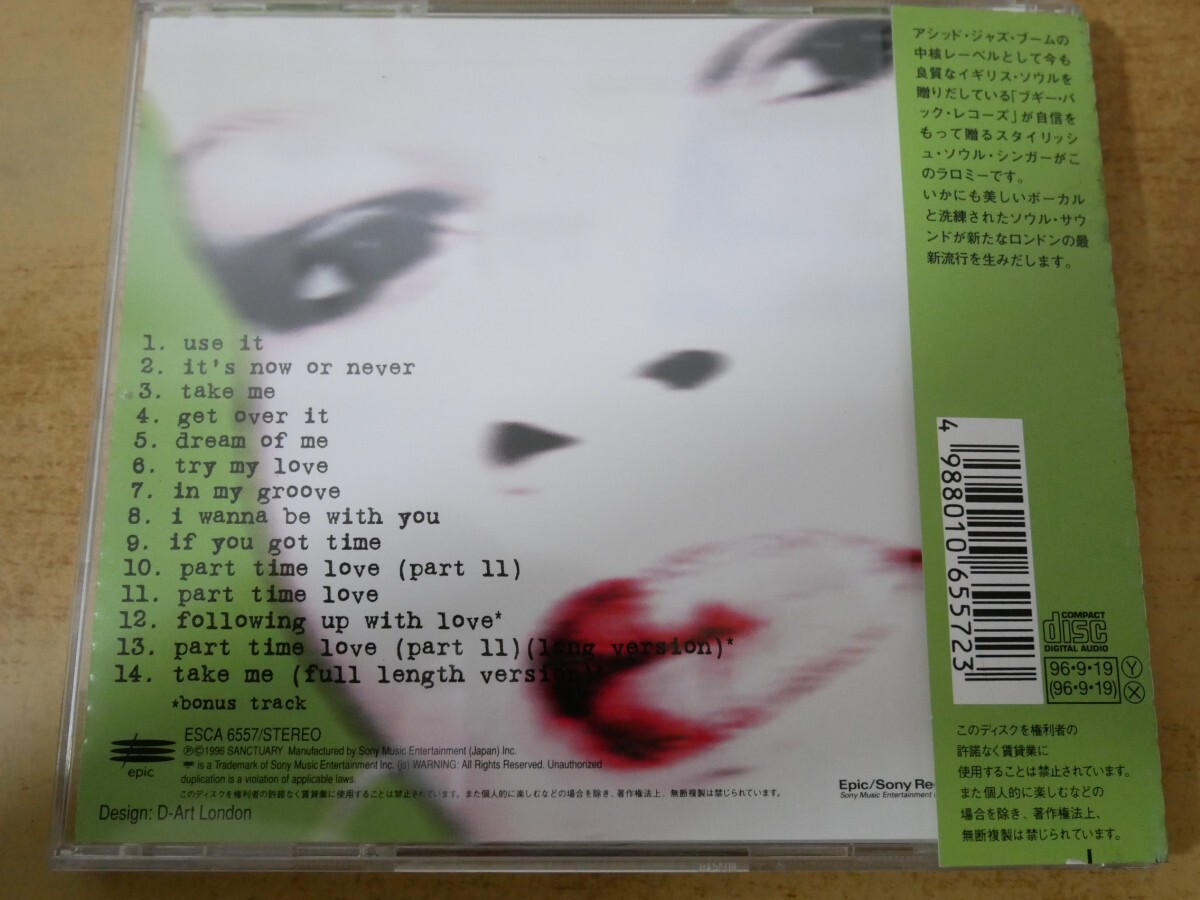 1. use it
2. it's now or never
3. take me
4. get over it
5. dream of me
6. try my love
7. in my groove
8. i wanna be with you
9. if you got time
10. part time love (part 11)
11. part time love
12. following up with love*
13. part time love (part 11)(long version)*
14. take me (full length version)*
*bonus track
epic
ESCA 6557/STEREO
Ⓟ©1996 SANCTUARY Manufactured by Sony Music Entertainment (Japan) Inc.
is a Trademark of Sony Music Entertainment Inc. (js) WARNING: All Rights Reserved. Unauthorized
duplication is a violation of applicable laws.
このディスクを権利者の許諾なく賃貸業に使用することは禁止されています。また個人的に楽しむなどの場合を除き、著作権法上、無断複製は禁じられています。
Design: D-Art London
Epic/Sony Re
Sony Music Entertainment
アシッド・ジャズ・ブームの
中核レーベルとして今も
良質なイギリス・ソウルを
贈りだしている「ブギー・バ
ック・レコーズ」が自信を
もって贈るスタイリッシ
ュ・ソウル・シンガーがこ
のラロミーです。
いかにも美しいボーカル
と洗練されたソウル・サウ
ンドが新たなロンドンの最
新流行を生みだします。
4 988010 655723
COMPACT
disc
DIGITAL AUDIO
96・9・19 Ⓨ
(96・9・19) Ⓧ
このディスクを権利者の
許諾なく賃貸業に
使用することは禁止されています。
また個人的に楽しむなどの
場合を除き、著作権法上、
無断複製は禁じられています。